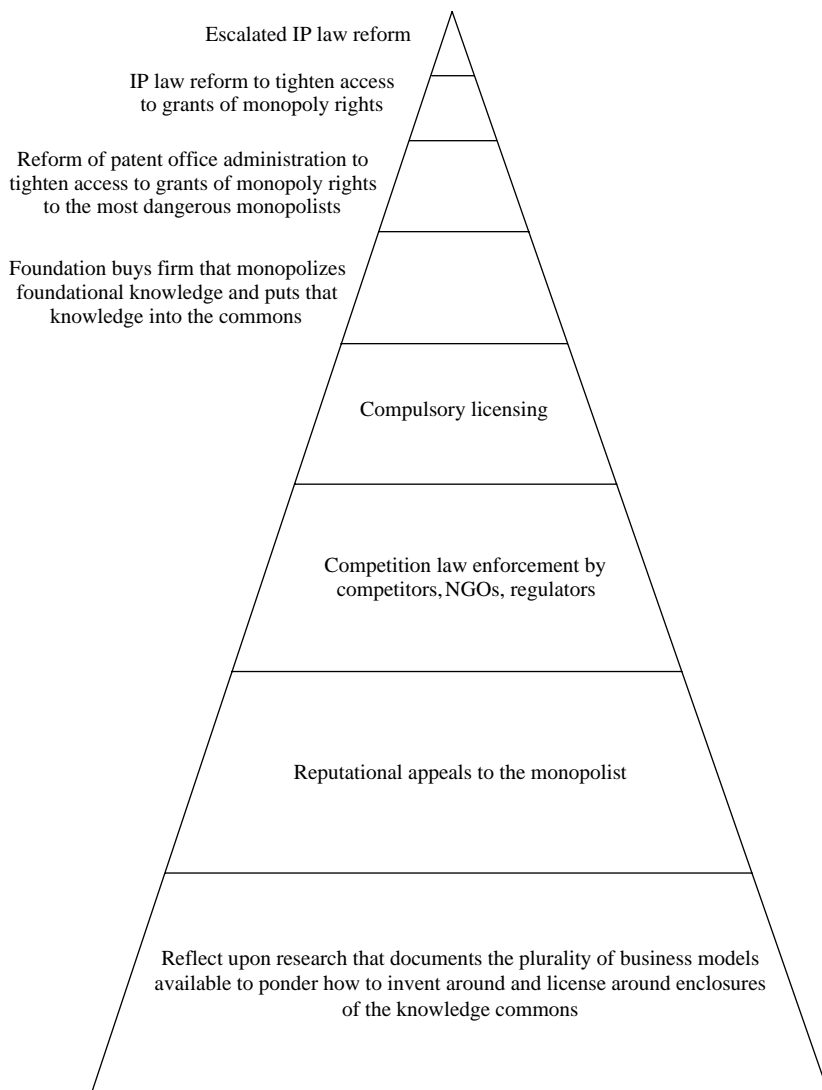 Escalated IP law reform
IP law reform to tighten access
to grants of monopoly rights
Reform of patent office administration to
tighten access to grants of monopoly rights
to the most dangerous monopolists
Foundation buys firm that monopolizes
foundational knowledge and puts that
knowledge into the commons
Compulsory licensing
Competition law enforcement by
competitors, NGOs, regulators
Reputational appeals to the monopolist
Reflect upon research that documents the plurality of business models
available to ponder how to invent around and license around enclosures
of the knowledge commons